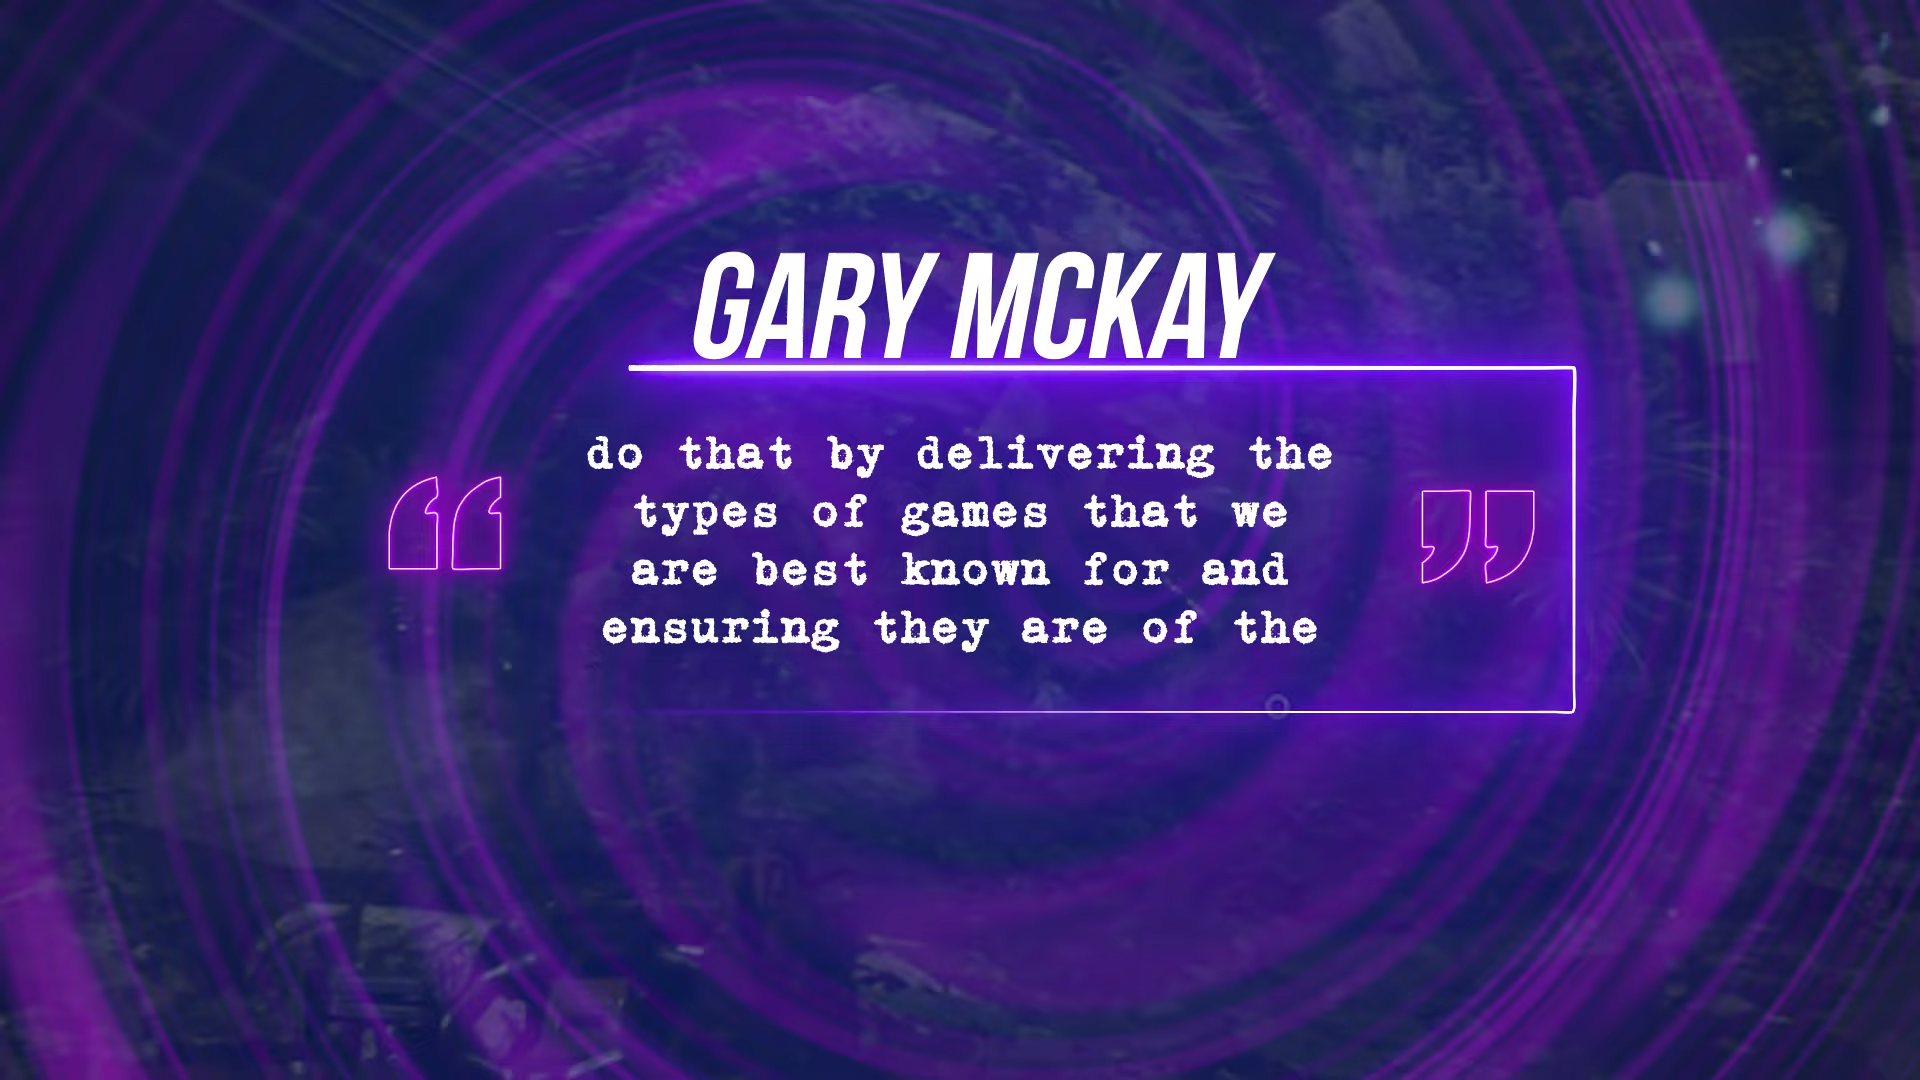 GARY MCKAY
do that by delivering the
types of games that we
are best known for and
ensuring they are of the